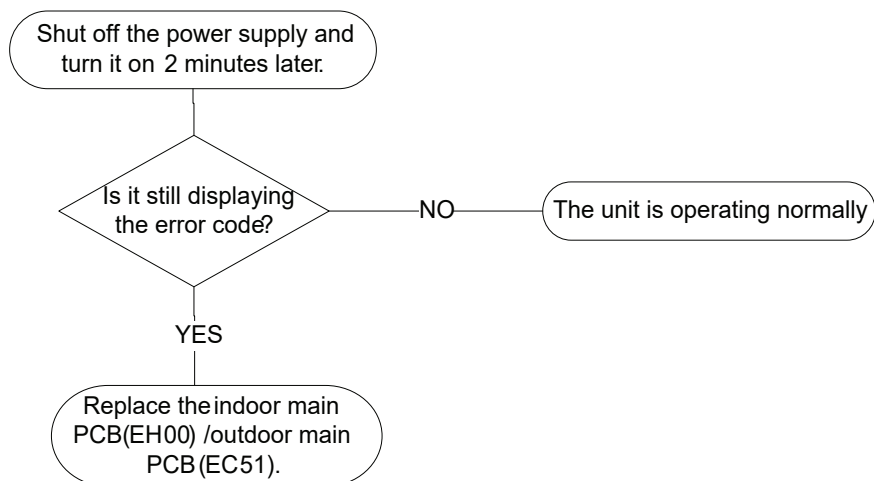 Shut off the power supply and
turn it on 2 minutes later.
Is it still displaying
the error code?
NO
The unit is operating normally
YES
Replace the indoor main
PCB(EH00) /outdoor main
PCB(EC51).